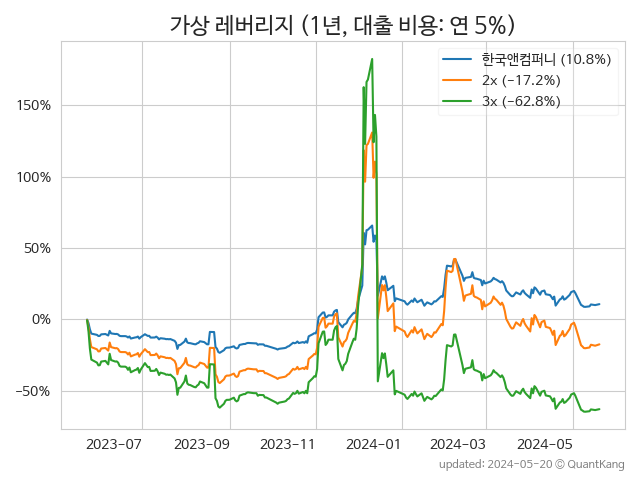 가상 레버리지 (1년, 대출 비용: 연 5%)
한국앤컴퍼니 (10.8%)
2x (−17.2%)
3x (−62.8%)
150%
100%
50%
0%
−50%
2023−07 2023−09 2023−11 2024−01 2024−03 2024−05
updated: 2024−05−20 © QuantKang